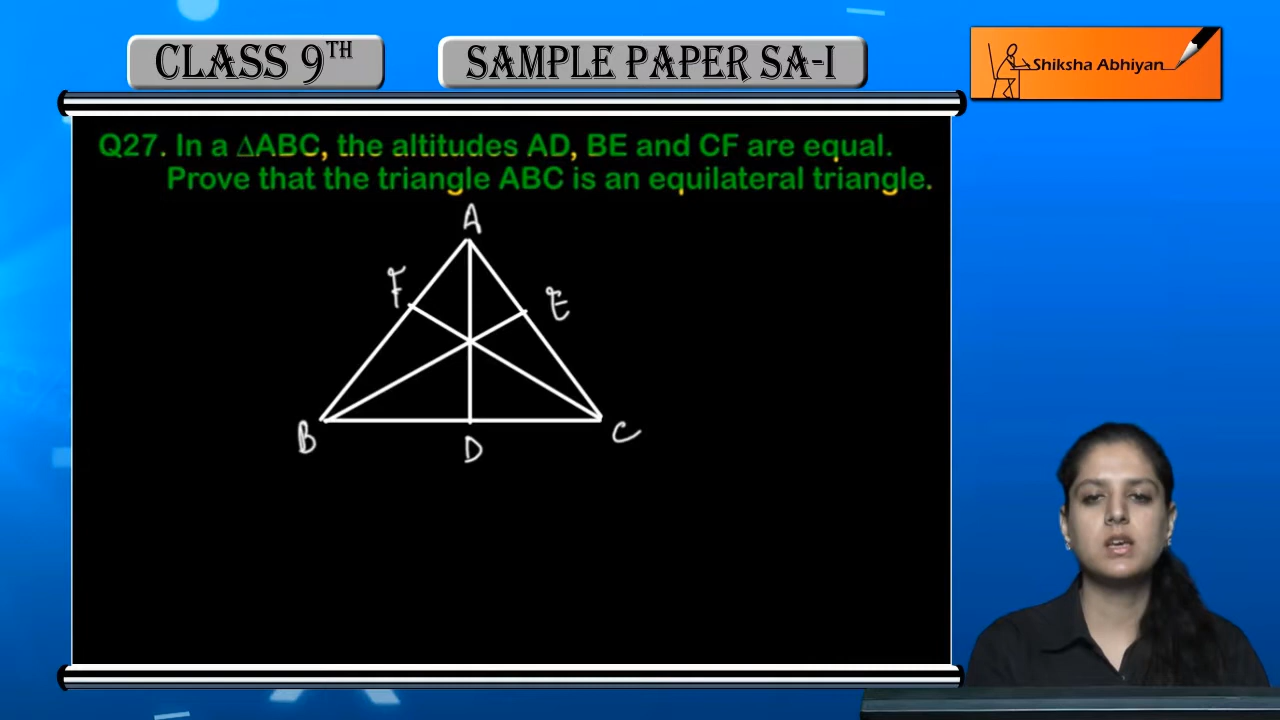 CLASS 9TH
SAMPLE PAPER SA-I
Shiksha Abhiyan
Q27. In a ∆ABC, the altitudes AD, BE and CF are equal.
Prove that the triangle ABC is an equilateral triangle.
A
F
E
B
D
C